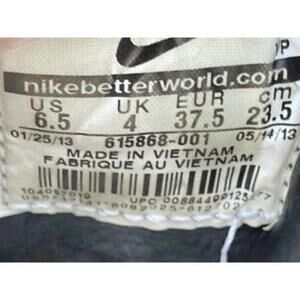 nikebetterworld.com
US UK EUR cm
6.5 4 37.5 23.5
01/25/13 615868-001 05/14/13
MADE IN VIETNAM
FABRIQUE AU VIETNAM
UPC